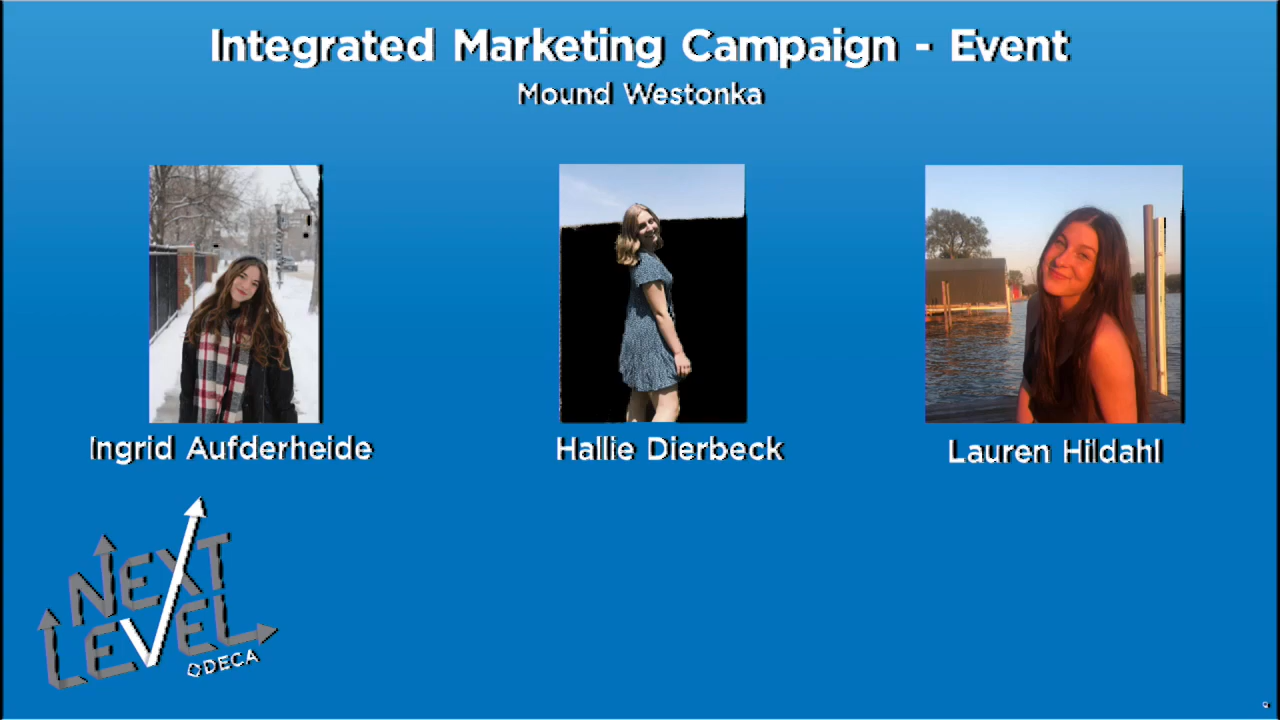 Integrated Marketing Campaign - Event
Mound Westonka
Ingrid Aufderheide
Hallie Dierbeck
Lauren Hildahl
NEXT
LEVEL
DECA